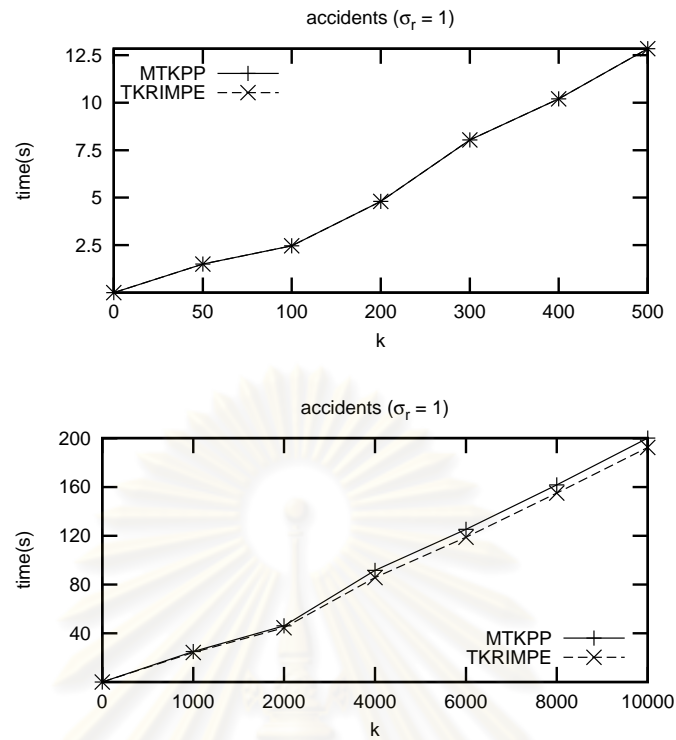 accidents (σr = 1)
12.5
10
7.5
5
2.5
time(s)
MTKPP
TKRIMPE
0 50 100 200 300 400 500
k
accidents (σr = 1)
200
160
120
80
40
time(s)
MTKPP
TKRIMPE
0 1000 2000 4000 6000 8000 10000
k